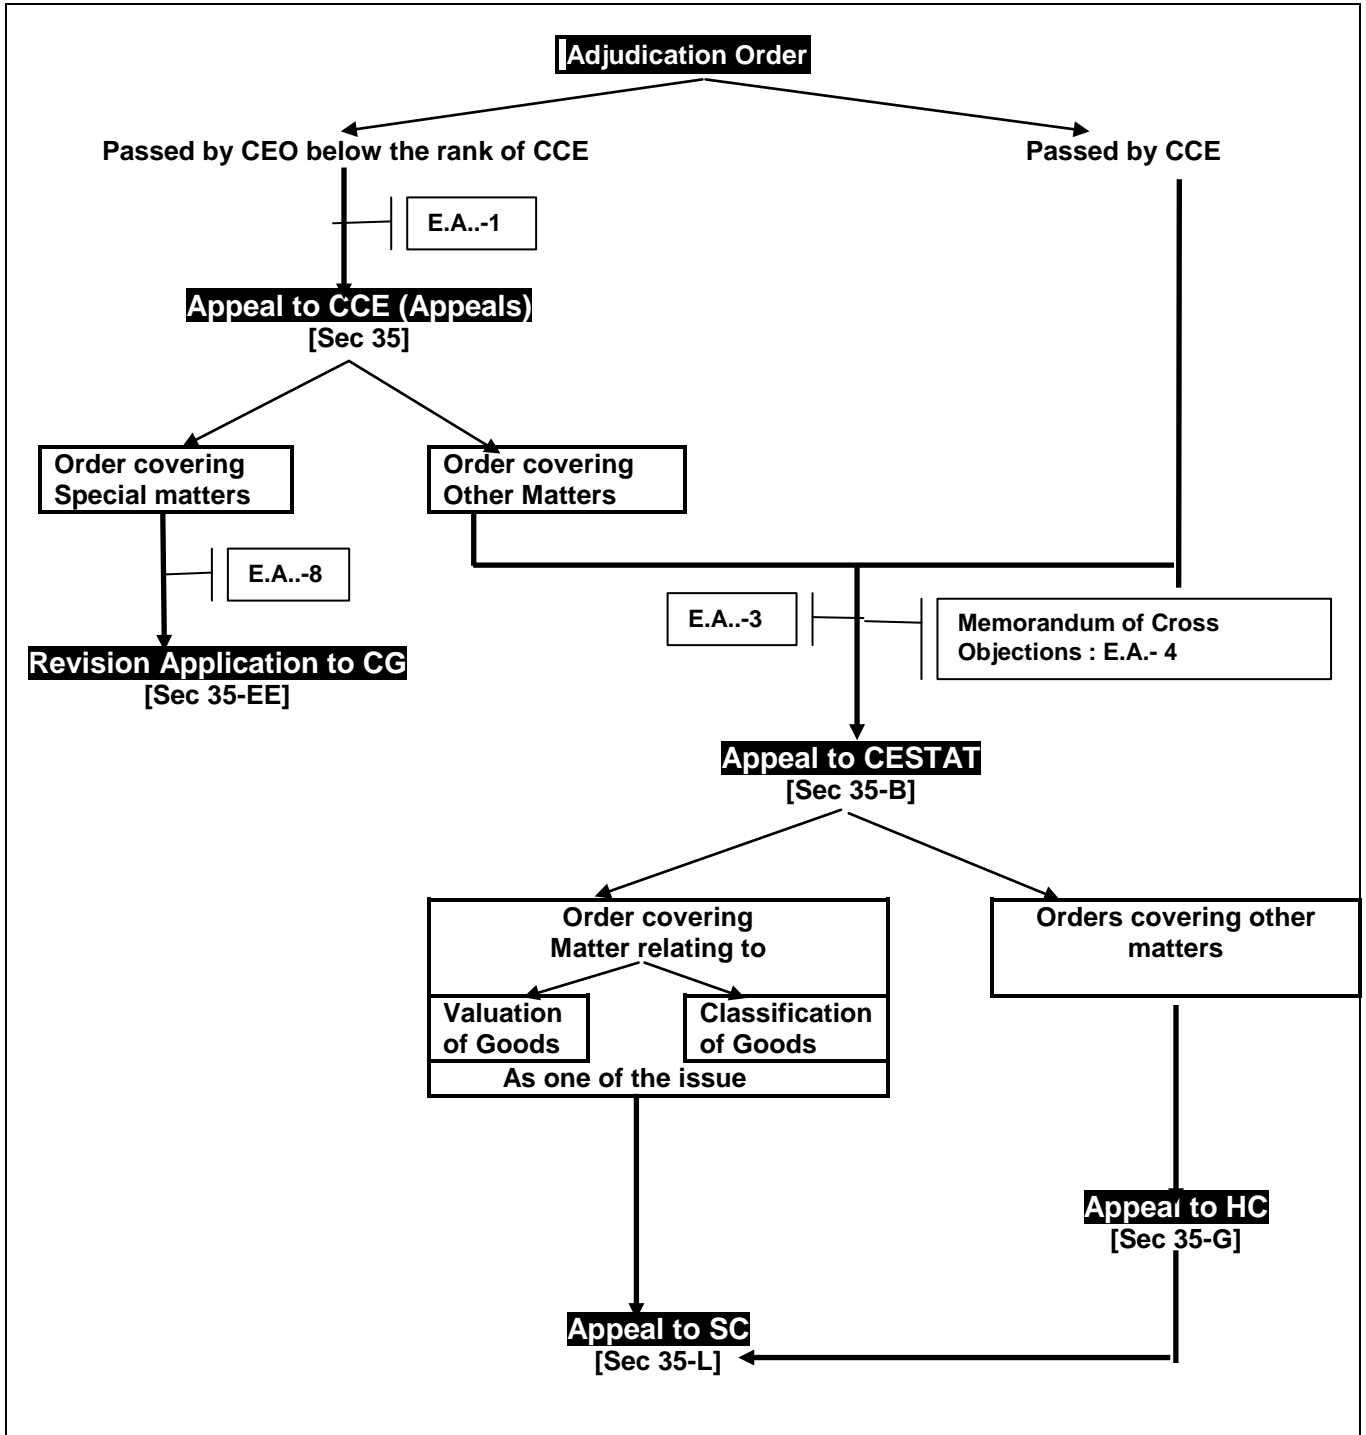 Adjudication Order
Passed by CEO below the rank of CCE
Passed by CCE
E.A..-1
Appeal to CCE (Appeals)
[Sec 35]
Order covering
Special matters
Order covering
Other Matters
E.A..-8
E.A..-3
Memorandum of Cross
Objections : E.A.- 4
Revision Application to CG
[Sec 35-EE]
Appeal to CESTAT
[Sec 35-B]
Order covering
Matter relating to
Orders covering other
matters
Valuation
of Goods
Classification
of Goods
As one of the issue
Appeal to HC
[Sec 35-G]
Appeal to SC
[Sec 35-L]